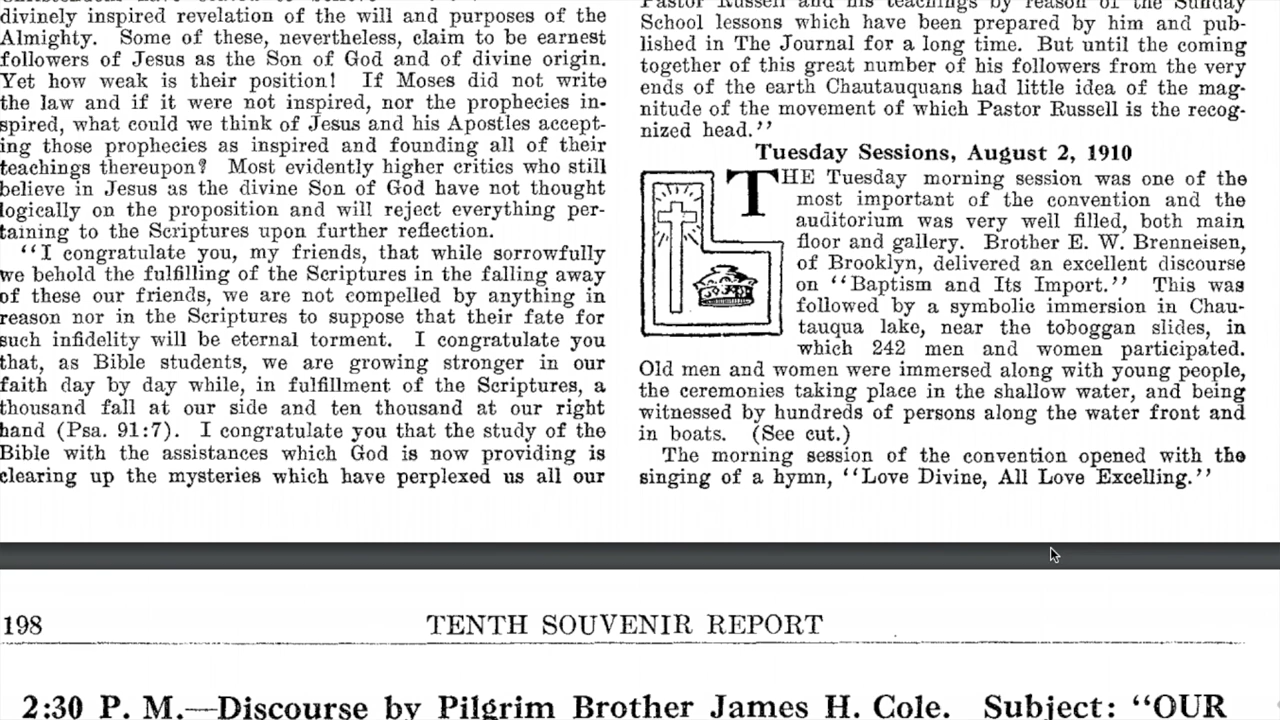 divinely inspired revelation of the will and purposes of the
Almighty. Some of these, nevertheless, claim to be earnest
followers of Jesus as the Son of God and of divine origin.
Yet how weak is their position! If Moses did not write
the law and if it were not inspired, nor the prophecies in-
spired, what could we think of Jesus and his Apostles accept-
ing those prophecies as inspired and founding all of their
teachings thereupon? Most evidently higher critics who still
believe in Jesus as the divine Son of God have not thought
logically on the proposition and will reject everything per-
taining to the Scriptures upon further reflection.
"I congratulate you, my friends, that while sorrowfully
we behold the fulfilling of the Scriptures in the falling away
of these our friends, we are not compelled by anything in
reason nor in the Scriptures to suppose that their fate for
such infidelity will be eternal torment. I congratulate you
that, as Bible students, we are growing stronger in our
faith day by day while, in fulfillment of the Scriptures, a
thousand fall at our side and ten thousand at our right
hand (Psa. 91:7). I congratulate you that the study of the
Bible with the assistances which God is now providing is
clearing up the mysteries which have perplexed us all our
Pastor Russell and his teachings by reason of the Sunday
School lessons which have been prepared by him and pub-
lished in The Journal for a long time. But until the coming
together of this great number of his followers from the very
ends of the earth Chautauquans had little idea of the mag-
nitude of the movement of which Pastor Russell is the recog-
nized head."
Tuesday Sessions, August 2, 1910
THE Tuesday morning session was one of the
most important of the convention and the
auditorium was very well filled, both main
floor and gallery. Brother E. W. Brenneisen,
of Brooklyn, delivered an excellent discourse
on "Baptism and Its Import." This was
followed by a symbolic immersion in Chau-
tauqua lake, near the toboggan slides, in
which 242 men and women participated.
Old men and women were immersed along with young people,
the ceremonies taking place in the shallow water, and being
witnessed by hundreds of persons along the water front and
in boats. (See cut.)
The morning session of the convention opened with the
singing of a hymn, "Love Divine, All Love Excelling."
198
TENTH SOUVENIR REPORT
2:30 P. M.—Discourse by Pilgrim Brother James H. Cole. Subject: "OUR